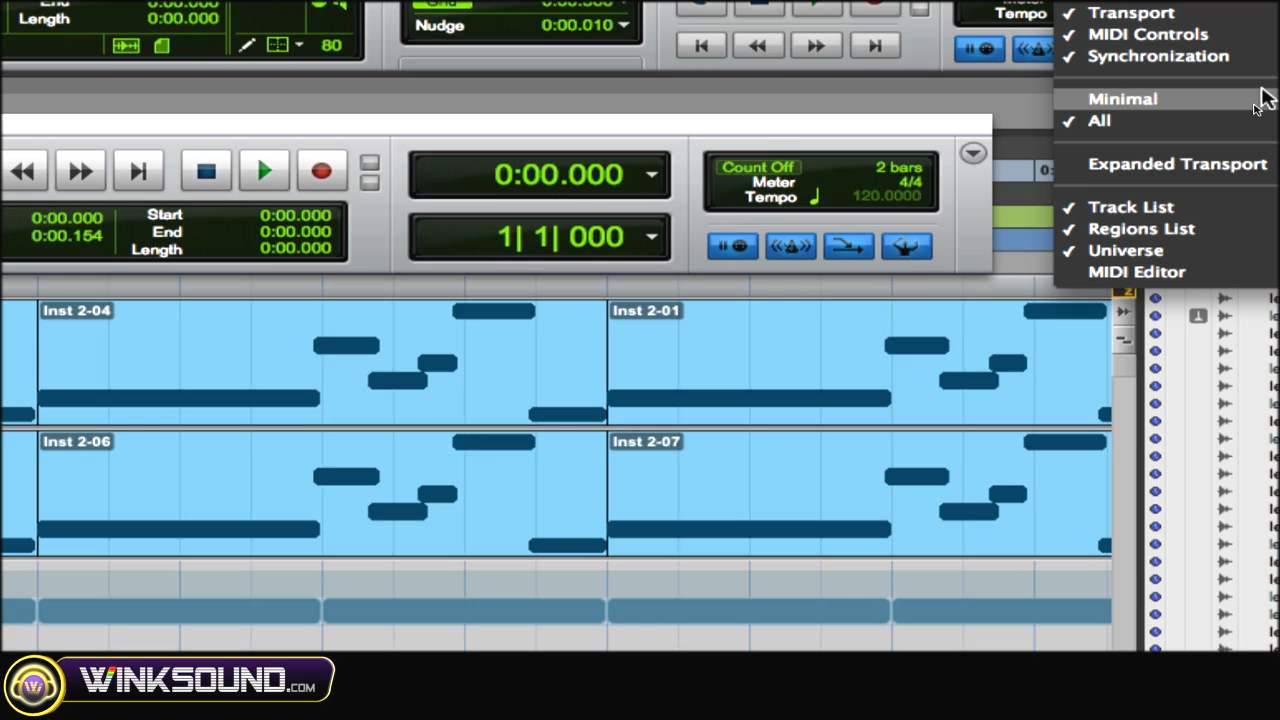 End
Length
0:00.000
80
Grid
Nudge
0:00.010
Tempo
Transport
MIDI Controls
Synchronization
Minimal
All
Expanded Transport
Track List
Regions List
Universe
MIDI Editor
0:00.000
Count Off 2 bars
Meter 4/4
Tempo 120.0000
0:00.000 Start 0:00.000
0:00.154 End 0:00.000
Length 0:00.000
1| 1| 000
Inst 2-04
Inst 2-01
Inst 2-06
Inst 2-07
WINKSOUND.COM